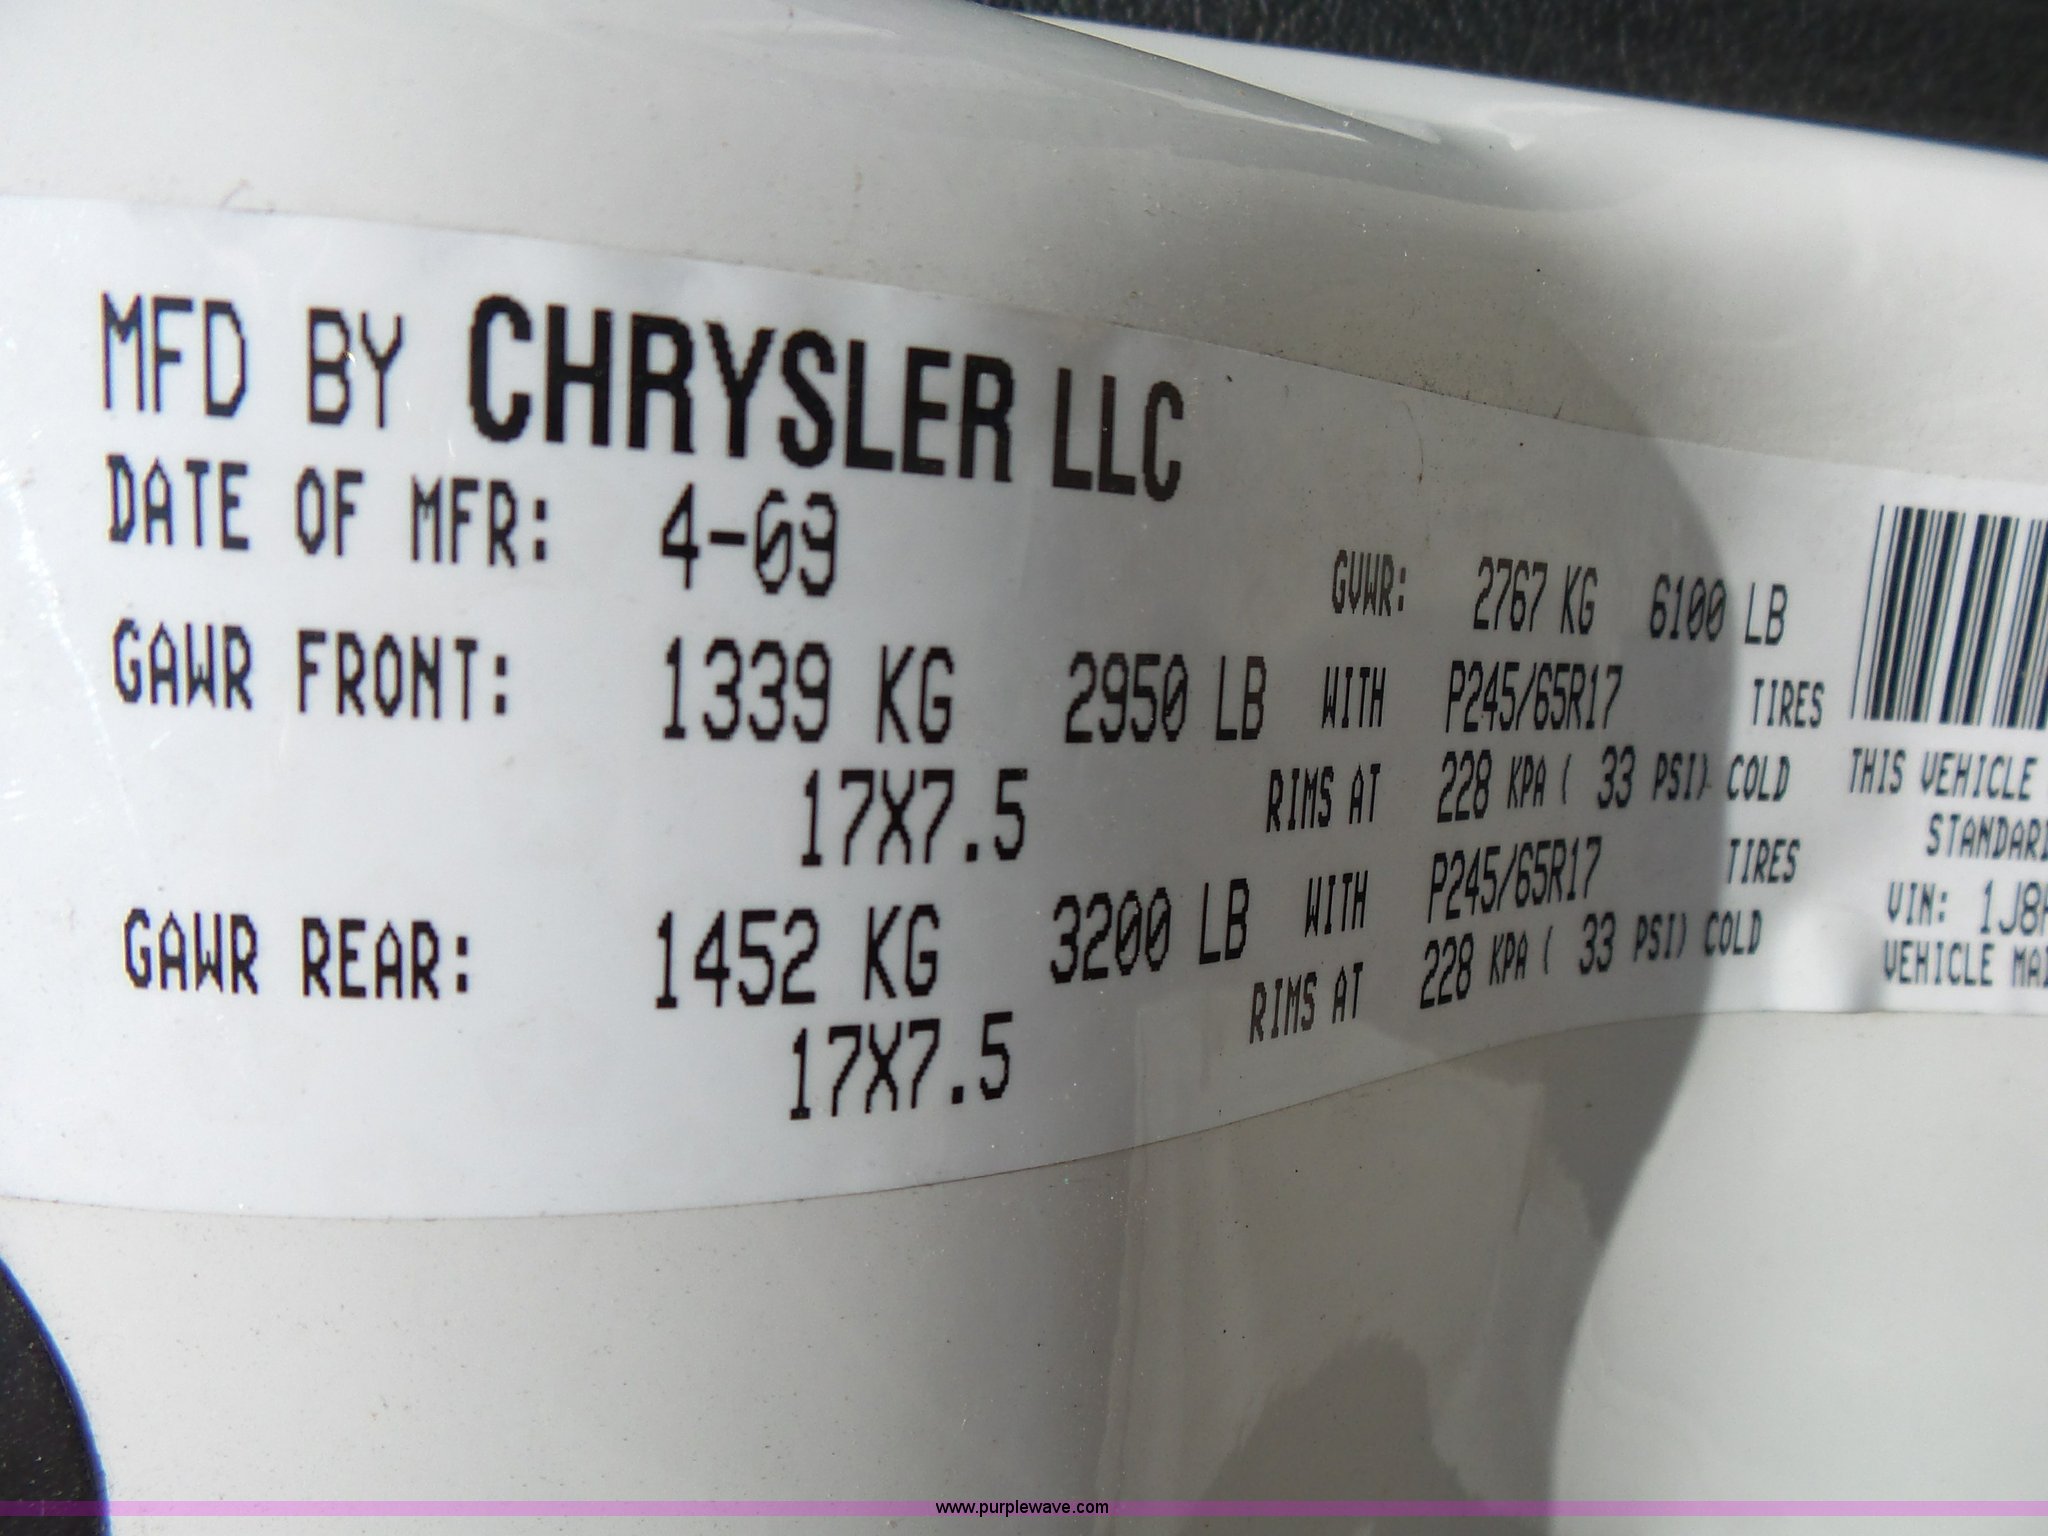 MFD BY CHRYSLER LLC
DATE OF MFR: 4-09 GVWR: 2767 KG 6100 LB
GAWR FRONT: 1339 KG 2950 LB WITH P245/65R17 TIRES
17X7.5 RIMS AT 228 KPA ( 33 PSI) COLD
GAWR REAR: 1452 KG 3200 LB WITH P245/65R17 TIRES
17X7.5 RIMS AT 228 KPA ( 33 PSI) COLD
THIS VEHICLE
STANDARD
VIN: 1J8H
VEHICLE MA
www.purplewave.com